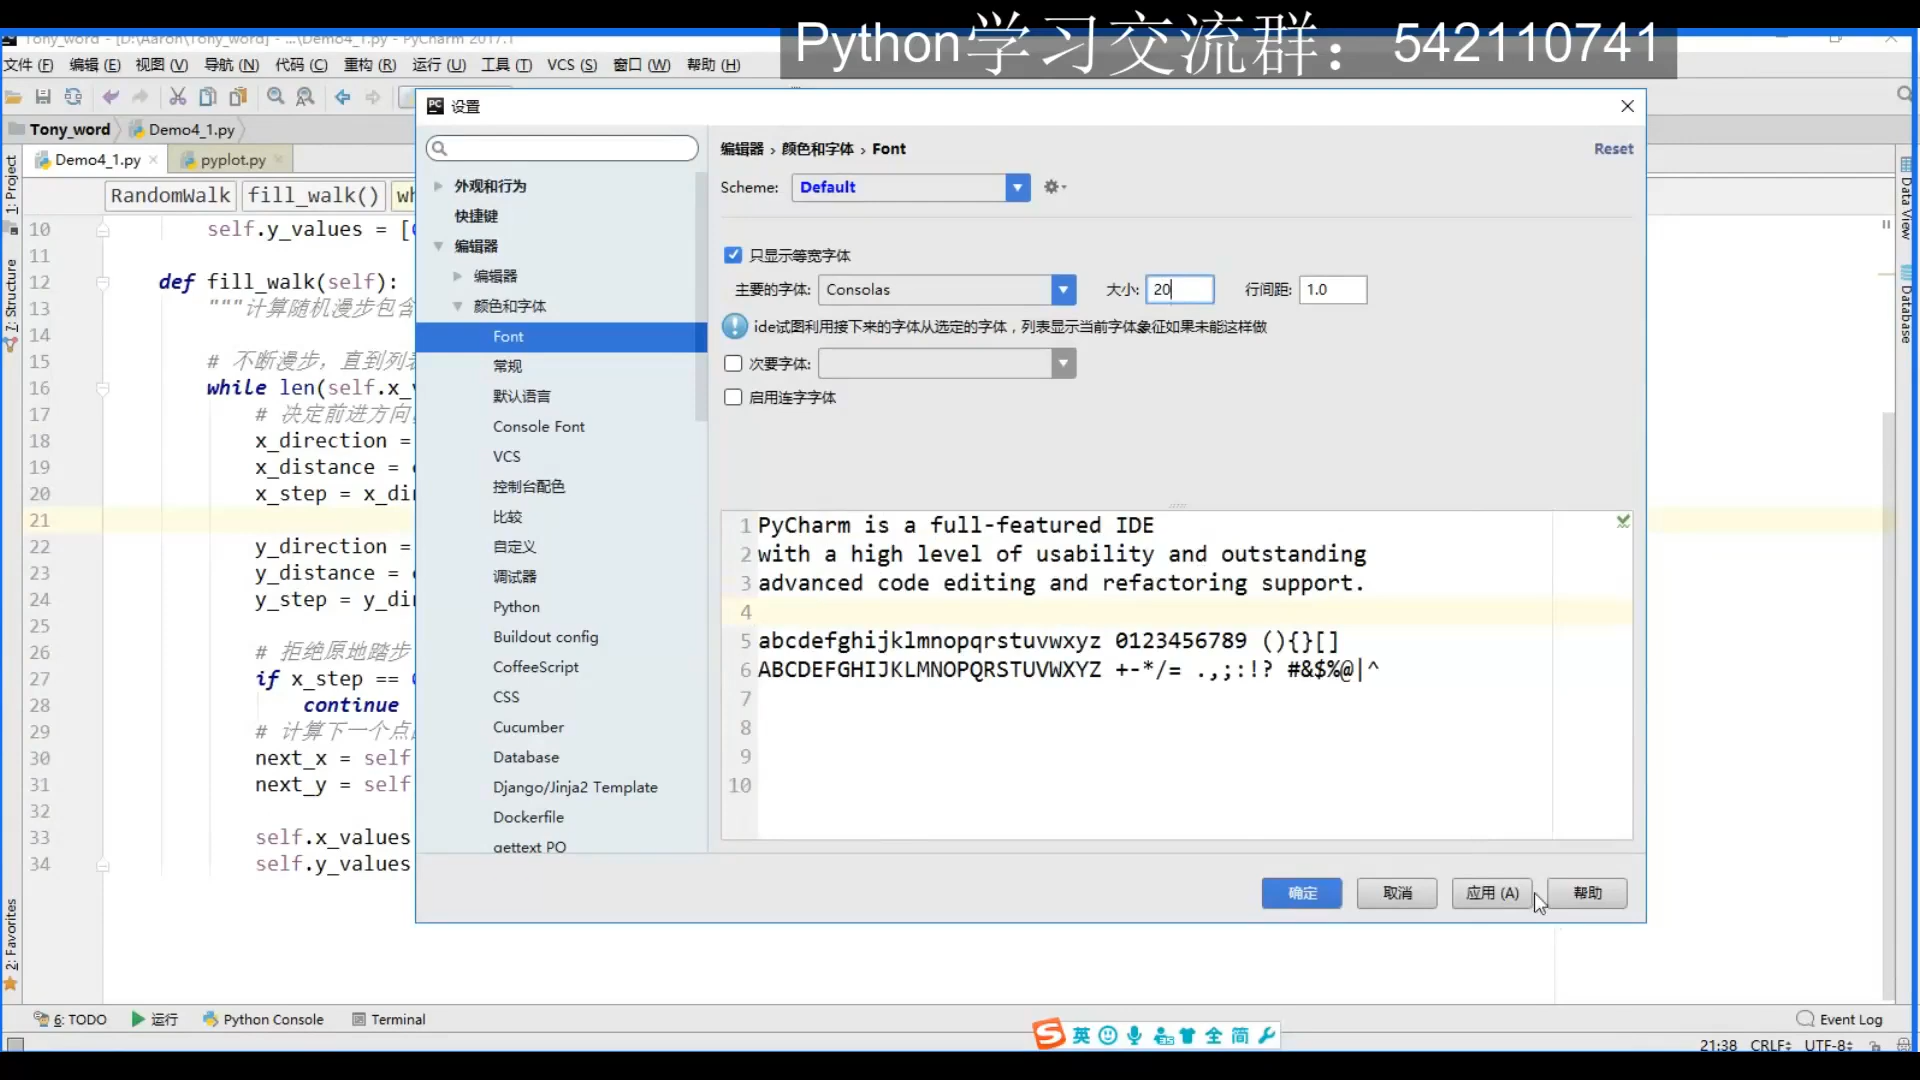 Python学习交流群：542110741
Tony_word - [D:\Aaron\Tony_word] - ...\Demo4_1.py - PyCharm 2017.1
文件 (F) 编辑 (E) 视图 (V) 导航 (N) 代码 (C) 重构 (R) 运行 (U) 工具 (T) VCS (S) 窗口 (W) 帮助 (H)
Tony_word Demo4_1.py
Demo4_1.py pyplot.py
RandomWalk fill_walk()
1: Project
7: Structure
2: Favorites
Data View
Database
10 self.y_values = [
11
12 def fill_walk(self):
13 """计算随机漫步包含
14
15 # 不断漫步，直到列
16 while len(self.x_
17 # 决定前进方向
18 x_direction =
19 x_distance =
20 x_step = x_di
21
22 y_direction =
23 y_distance =
24 y_step = y_di
25
26 # 拒绝原地踏步
27 if x_step ==
28 continue
29 # 计算下一个点
30 next_x = self
31 next_y = self
32
33 self.x_values
34 self.y_values
PC 设置
外观和行为
快捷键
编辑器
编辑器
颜色和字体
Font
常规
默认语言
Console Font
VCS
控制台配色
比较
自定义
调试器
Python
Buildout config
CoffeeScript
CSS
Cucumber
Database
Django/Jinja2 Template
Dockerfile
gettext PO
编辑器 › 颜色和字体 › Font Reset
Scheme: Default
只显示等宽字体
主要的字体: Consolas 大小: 20 行间距: 1.0
ide试图利用接下来的字体从选定的字体，列表显示当前字体象征如果未能这样做
次要字体:
启用连字字体
1 PyCharm is a full-featured IDE
2 with a high level of usability and outstanding
3 advanced code editing and refactoring support.
4
5 abcdefghijklmnopqrstuvwxyz 0123456789 (){}[]
6 ABCDEFGHIJKLMNOPQRSTUVWXYZ +-*/= .,;:!? #&$%@|^
7
8
9
10
确定 取消 应用 (A) 帮助
6: TODO 运行 Python Console Terminal Event Log
英 全 简
21:38 CRLF UTF-8